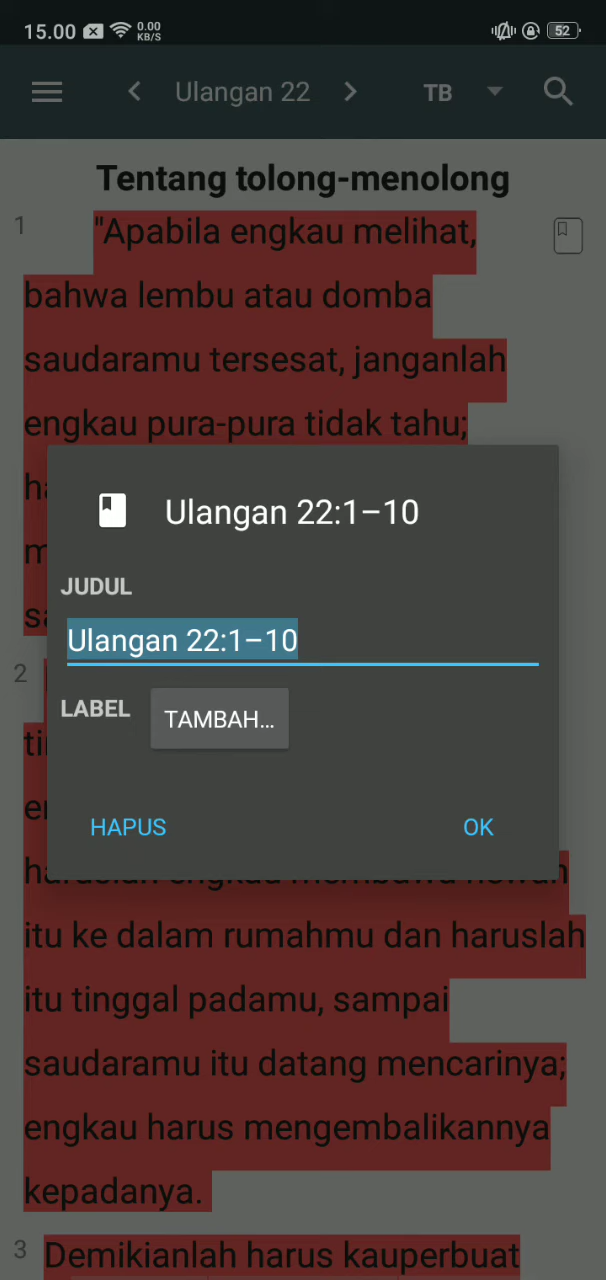 15.00 0.00 KB/S 52
Ulangan 22 TB
Tentang tolong-menolong
1 "Apabila engkau melihat,
bahwa lembu atau domba
saudaramu tersesat, janganlah
engkau pura-pura tidak tahu;
Ulangan 22:1–10
JUDUL
Ulangan 22:1–10
LABEL TAMBAH...
HAPUS OK
2
itu ke dalam rumahmu dan haruslah
itu tinggal padamu, sampai
saudaramu itu datang mencarinya;
engkau harus mengembalikannya
kepadanya.
3 Demikianlah harus kauperbuat